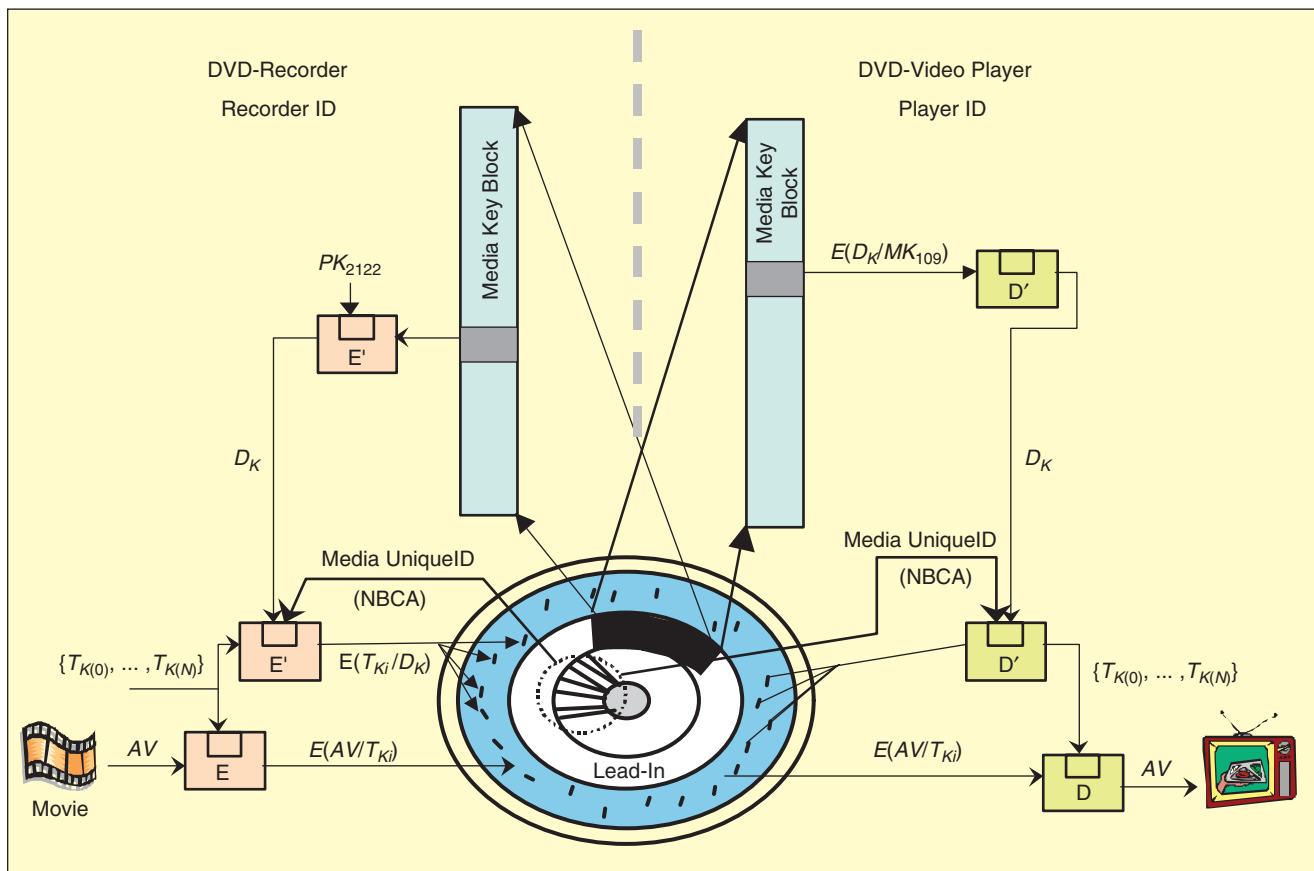 DVD-Recorder
Recorder ID
DVD-Video Player
Player ID
Media Key Block
Media Key
Block
PK2122
E'
E(DK/MK109)
D′
DK
DK
Media UniqueID
(NBCA)
Media UniqueID
(NBCA)
{TK(0), ... ,TK(N)}
E'
E(TKi/DK)
D′
{TK(0), ... ,TK(N)}
AV
E
E(AV/TKi)
Lead-In
E(AV/TKi)
D
AV
Movie